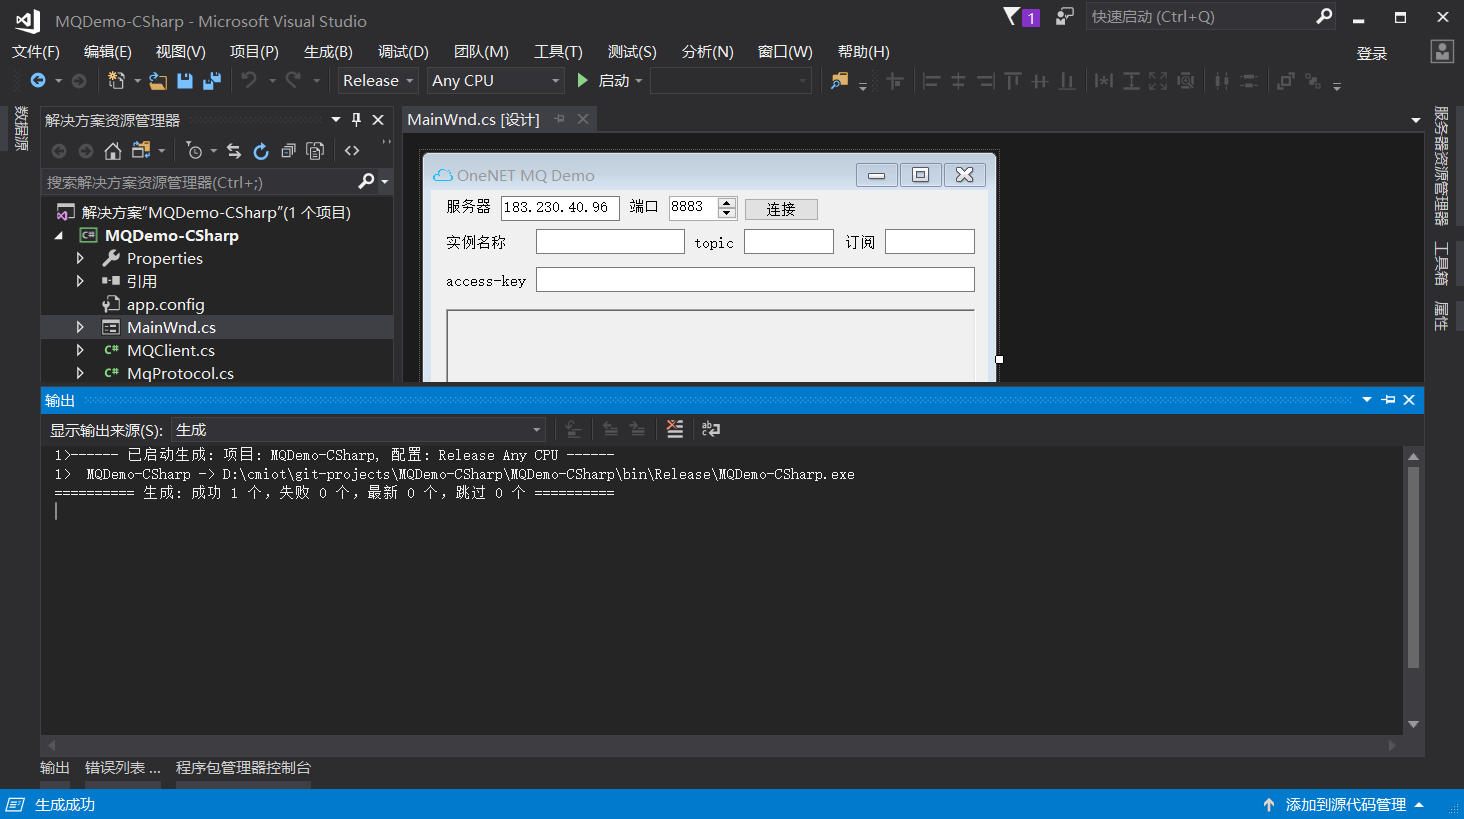 MQDemo-CSharp - Microsoft Visual Studio
1
快速启动 (Ctrl+Q)
文件(F) 编辑(E) 视图(V) 项目(P) 生成(B) 调试(D) 团队(M) 工具(T) 测试(S) 分析(N) 窗口(W) 帮助(H)
登录
Release Any CPU 启动
数据源
解决方案资源管理器
搜索解决方案资源管理器(Ctrl+;)
解决方案“MQDemo-CSharp”(1 个项目)
C# MQDemo-CSharp
Properties
引用
app.config
MainWnd.cs
C# MQClient.cs
C# MqProtocol.cs
MainWnd.cs [设计]
OneNET MQ Demo
服务器 183.230.40.96 端口 8883 连接
实例名称 topic 订阅
access-key
服务器资源管理器
工具箱
属性
输出
显示输出来源(S): 生成
1>------ 已启动生成: 项目: MQDemo-CSharp, 配置: Release Any CPU ------
1>  MQDemo-CSharp -> D:\cmiot\git-projects\MQDemo-CSharp\MQDemo-CSharp\bin\Release\MQDemo-CSharp.exe
========== 生成: 成功 1 个，失败 0 个，最新 0 个，跳过 0 个 ==========
输出 错误列表 ... 程序包管理器控制台
生成成功
添加到源代码管理